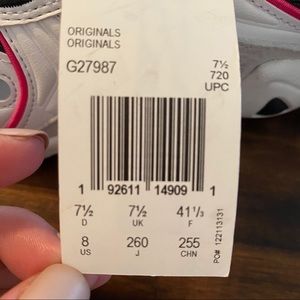 ORIGINALS
ORIGINALS
G27987 7½
720
UPC
1 92611 14909 1
7½ 7½ 41⅓
D UK F
8 260 255
US J CHN
PO# 122113131